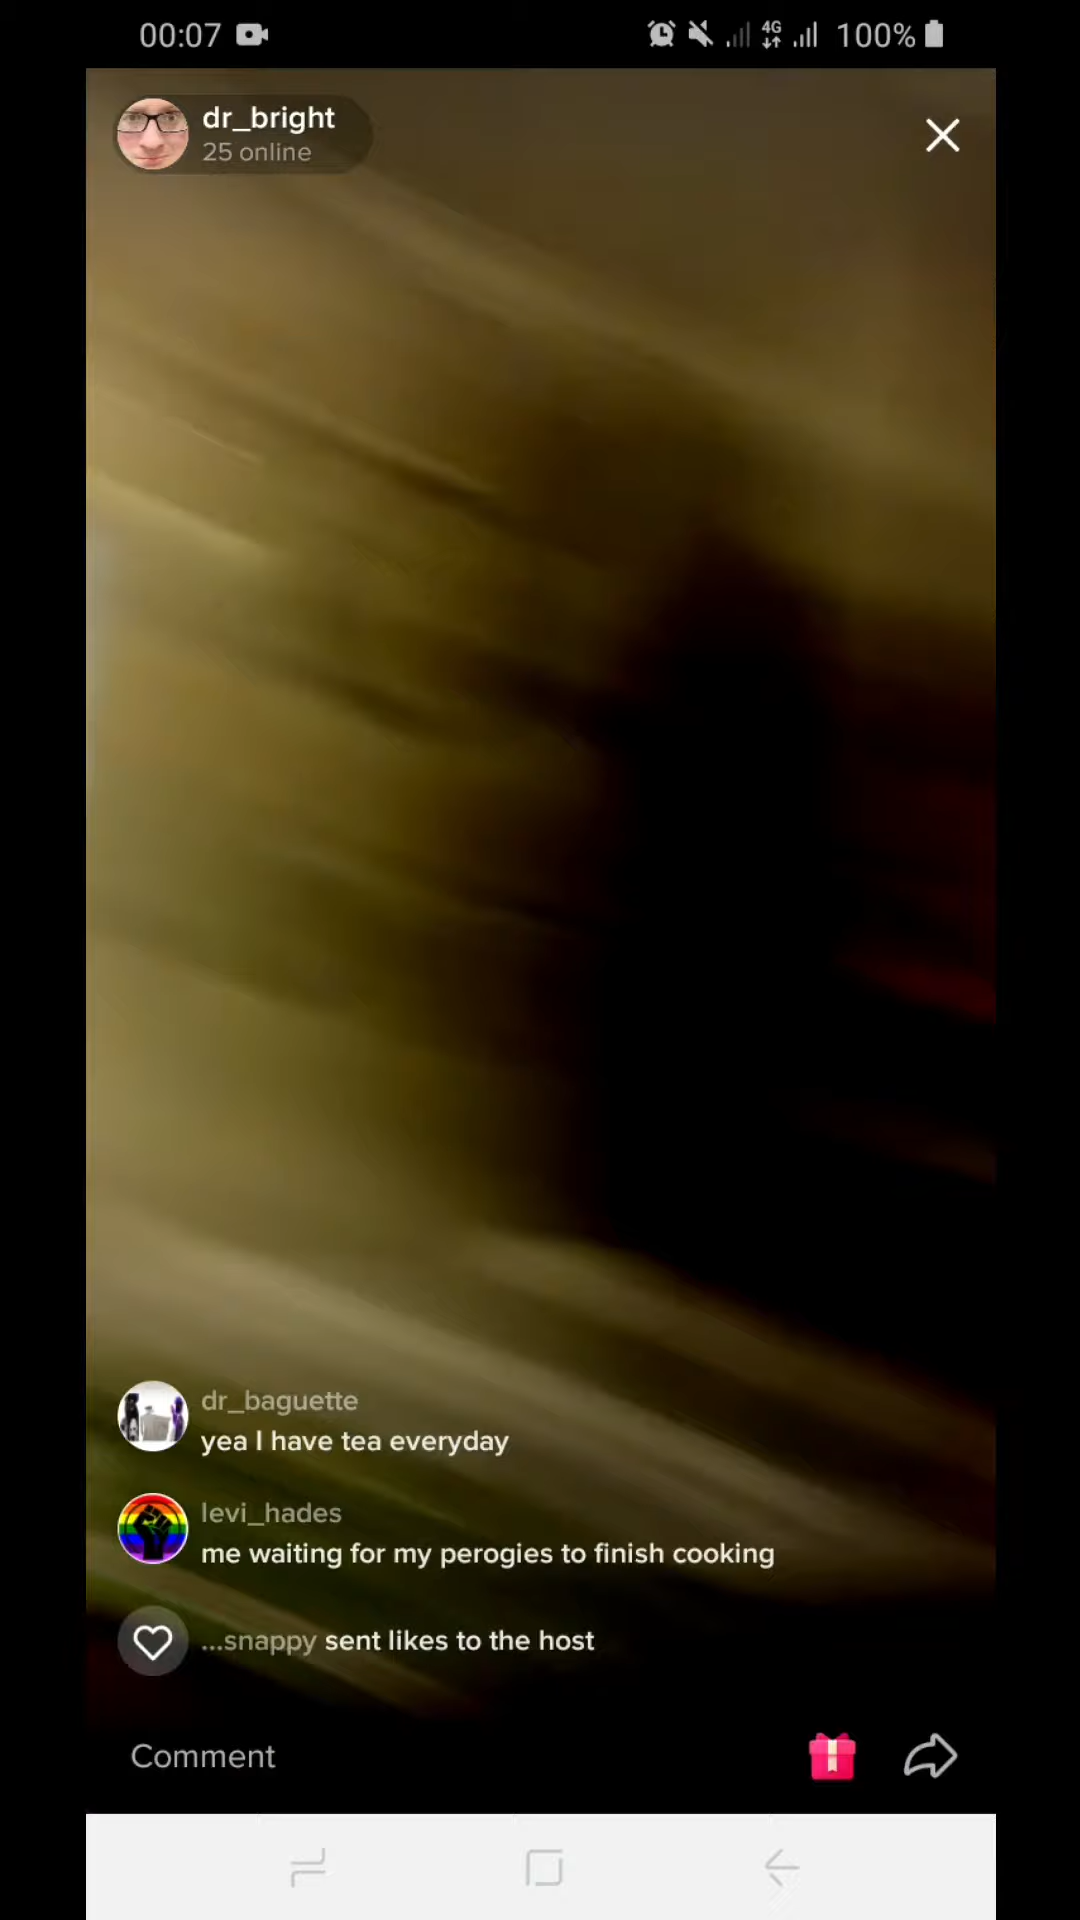 00:07
4G
100%
dr_bright
25 online
dr_baguette
yea I have tea everyday
levi_hades
me waiting for my perogies to finish cooking
...snappy sent likes to the host
Comment